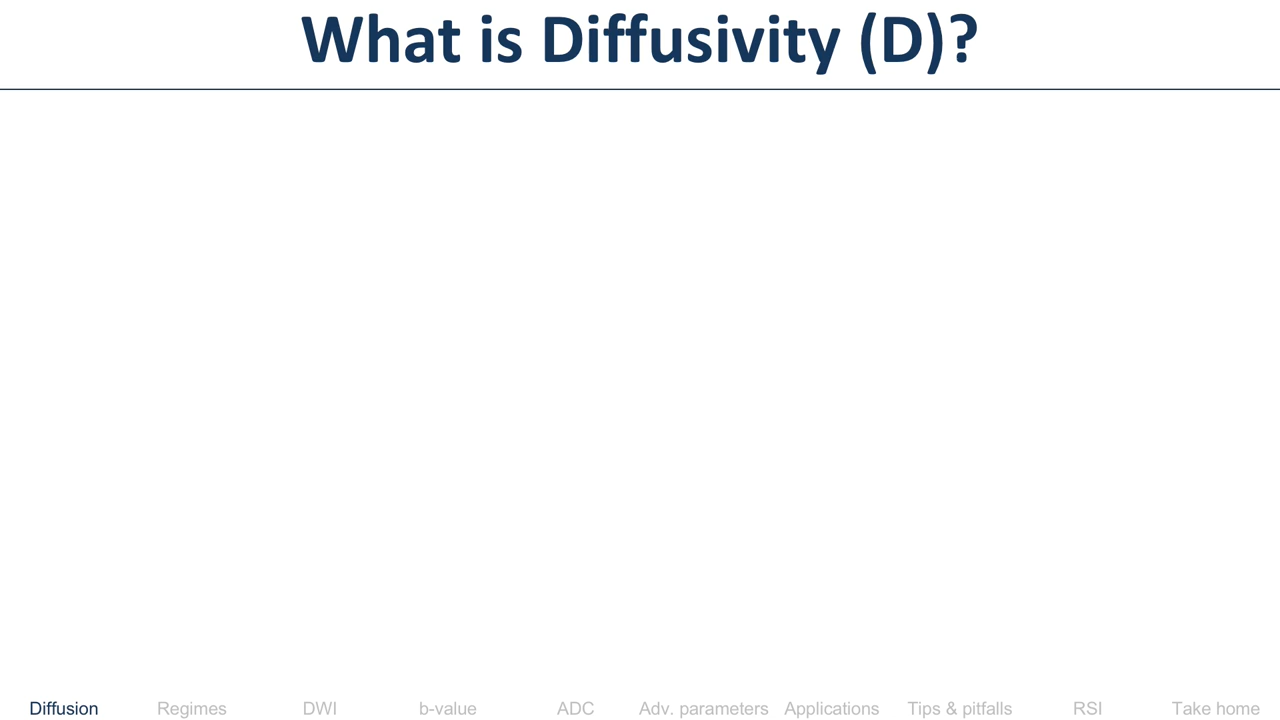 What is Diffusivity (D)?
Diffusion Regimes DWI b-value ADC Adv. parameters Applications Tips & pitfalls RSI Take home